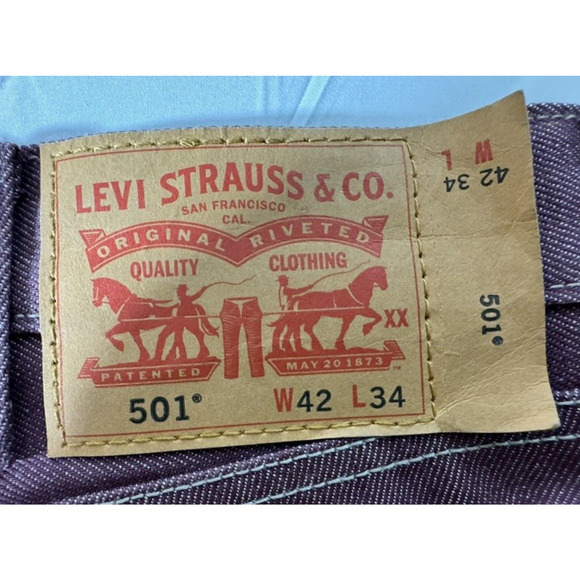 LEVI STRAUSS & CO.
SAN FRANCISCO
CAL.
ORIGINAL RIVETED
QUALITY CLOTHING
XX
PATENTED MAY 20 1873 ™
501® W42 L34
W L
42 34
501®